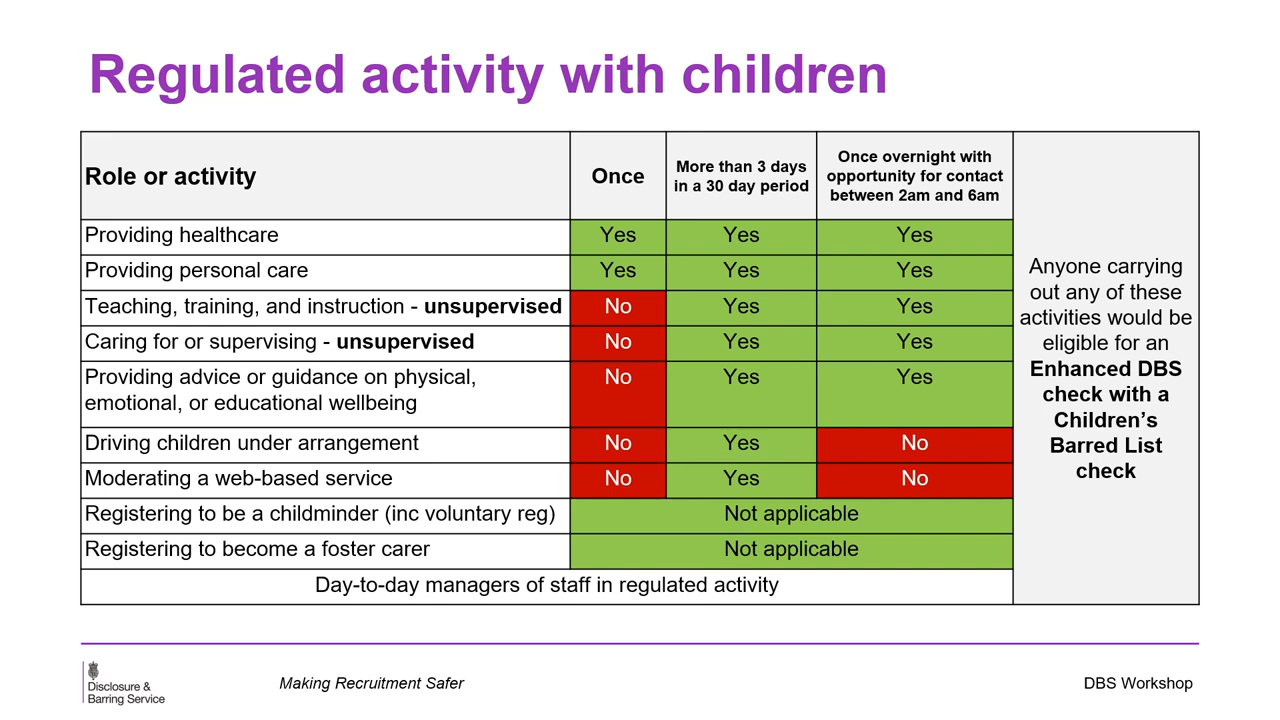 Regulated activity with children
Role or activity
Once
More than 3 days
in a 30 day period
Once overnight with
opportunity for contact
between 2am and 6am
Providing healthcare
Yes
Yes
Yes
Providing personal care
Yes
Yes
Yes
Teaching, training, and instruction - unsupervised
No
Yes
Yes
Caring for or supervising - unsupervised
No
Yes
Yes
Providing advice or guidance on physical,
emotional, or educational wellbeing
No
Yes
Yes
Driving children under arrangement
No
Yes
No
Moderating a web-based service
No
Yes
No
Registering to be a childminder (inc voluntary reg)
Not applicable
Registering to become a foster carer
Not applicable
Day-to-day managers of staff in regulated activity
Anyone carrying
out any of these
activities would be
eligible for an
Enhanced DBS
check with a
Children’s
Barred List
check
Disclosure &
Barring Service
Making Recruitment Safer
DBS Workshop